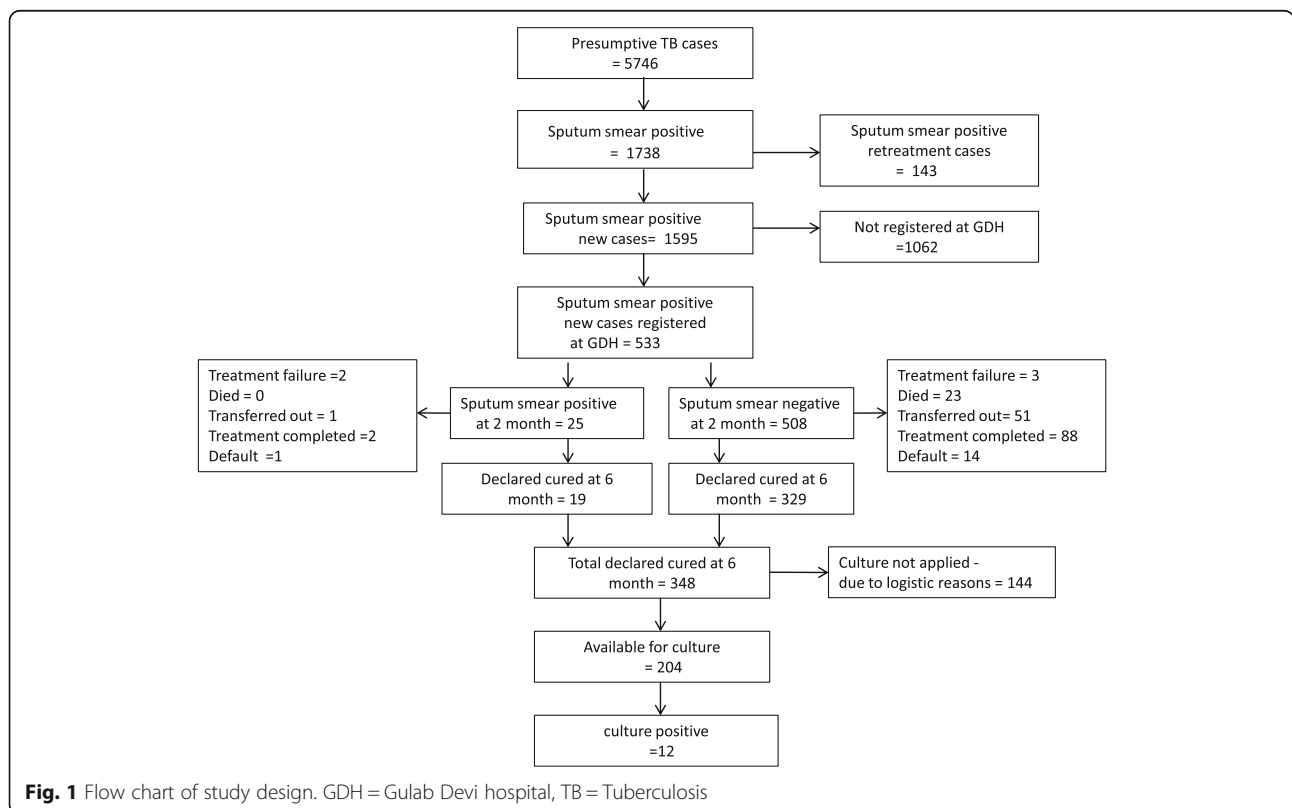 Presumptive TB cases
= 5746
Sputum smear positive
= 1738
Sputum smear positive
retreatment cases
= 143
Sputum smear positive
new cases= 1595
Not registered at GDH
=1062
Sputum smear positive
new cases registered
at GDH = 533
Treatment failure =2
Died = 0
Transferred out = 1
Treatment completed =2
Default =1
Sputum smear positive
at 2 month = 25
Sputum smear negative
at 2 month = 508
Treatment failure = 3
Died = 23
Transferred out= 51
Treatment completed = 88
Default = 14
Declared cured at 6
month = 19
Declared cured at 6
month = 329
Total declared cured at 6
month = 348
Culture not applied -
due to logistic reasons = 144
Available for culture
= 204
culture positive
=12
Fig. 1 Flow chart of study design. GDH = Gulab Devi hospital, TB = Tuberculosis